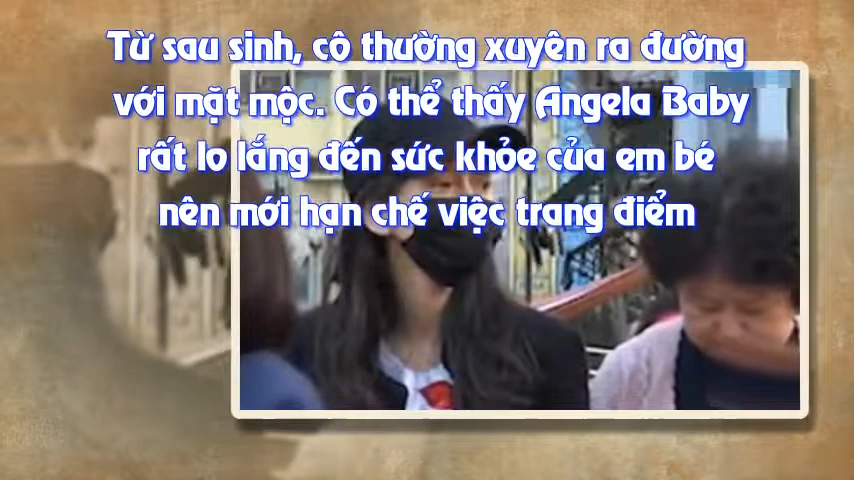 Từ sau sinh, cô thường xuyên ra đường
với mặt mộc. Có thể thấy Angela Baby
rất lo lắng đến sức khỏe của em bé
nên mới hạn chế việc trang điểm